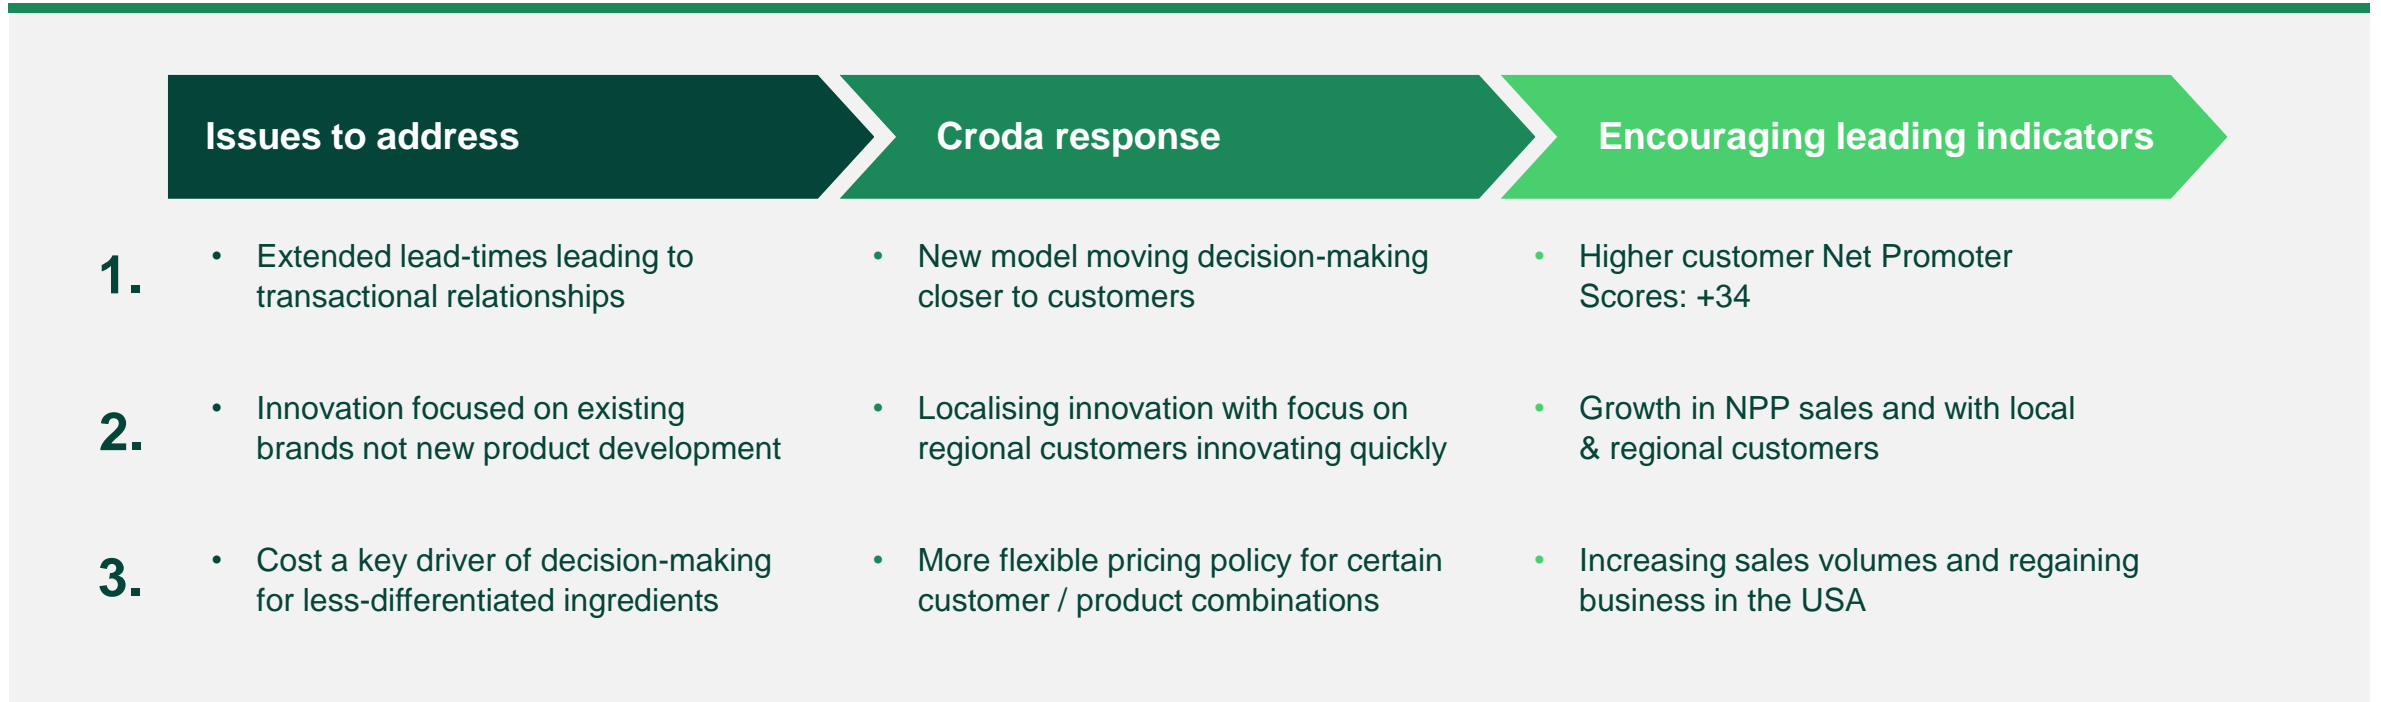 Issues to address
Croda response
Encouraging leading indicators
1.
• Extended lead-times leading to
transactional relationships
• New model moving decision-making
closer to customers
• Higher customer Net Promoter
Scores: +34
2.
• Innovation focused on existing
brands not new product development
• Localising innovation with focus on
regional customers innovating quickly
• Growth in NPP sales and with local
& regional customers
3.
• Cost a key driver of decision-making
for less-differentiated ingredients
• More flexible pricing policy for certain
customer / product combinations
• Increasing sales volumes and regaining
business in the USA